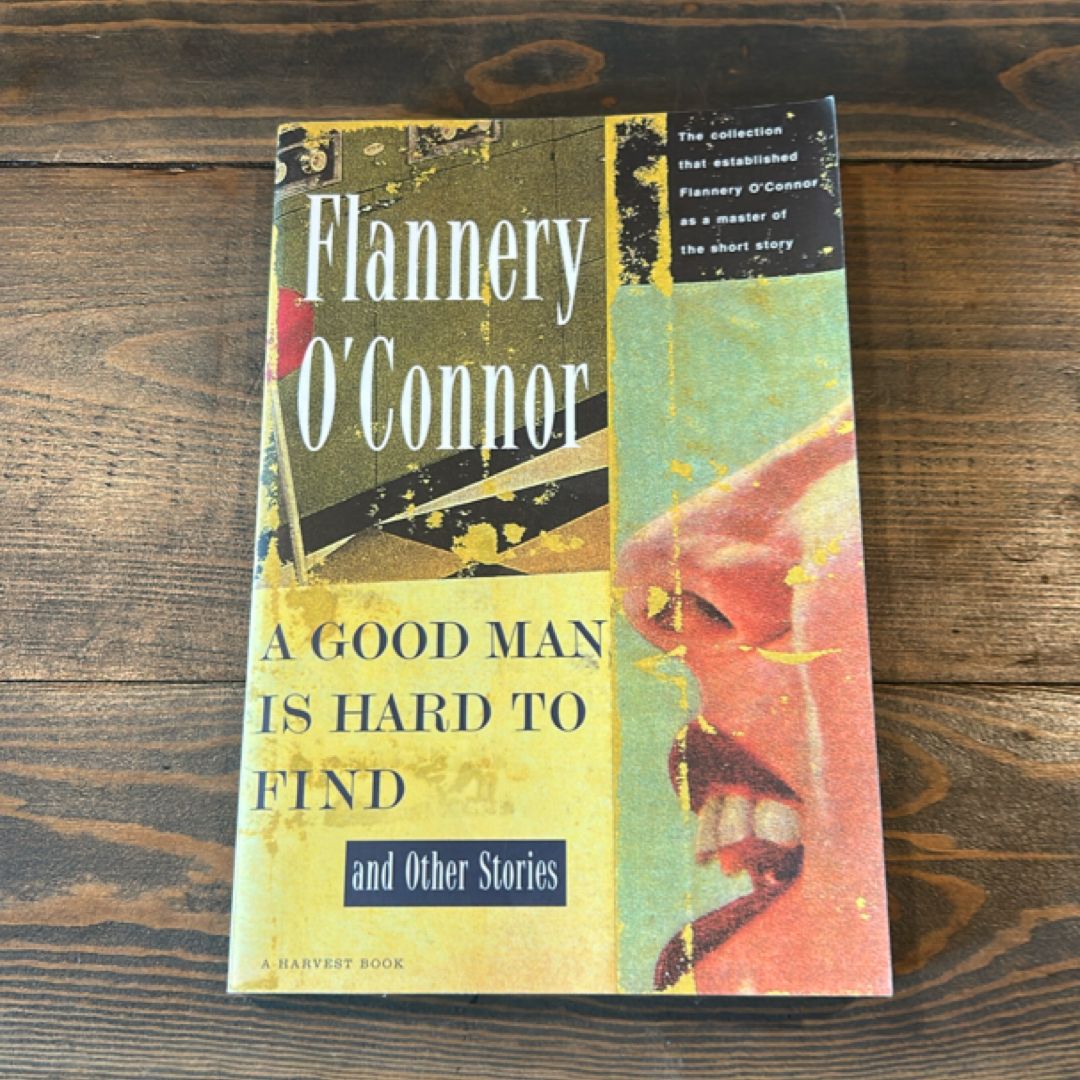 Flannery
O'Connor
The collection
that established
Flannery O'Connor
as a master of
the short story
A GOOD MAN
IS HARD TO
FIND
and Other Stories
A HARVEST BOOK